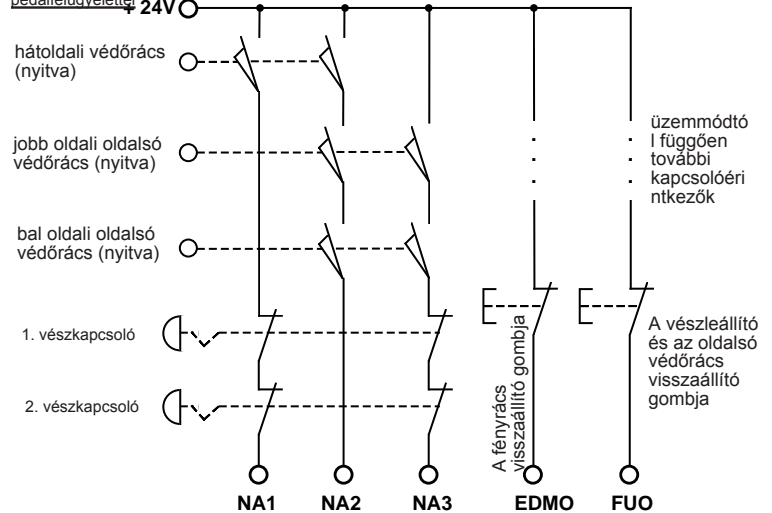 pedálfelügyelettel
+ 24V
hátoldali védőrács
(nyitva)
jobb oldali oldalsó
védőrács (nyitva)
bal oldali oldalsó
védőrács (nyitva)
1. vészkapcsoló
2. vészkapcsoló
üzemmódtó
l függően
további
kapcsolóéri
ntkezők
A fényrács
visszaállító gombja
A vészleállító
és az oldalsó
védőrács
visszaállító
gombja
NA1
NA2
NA3
EDMO
FUO